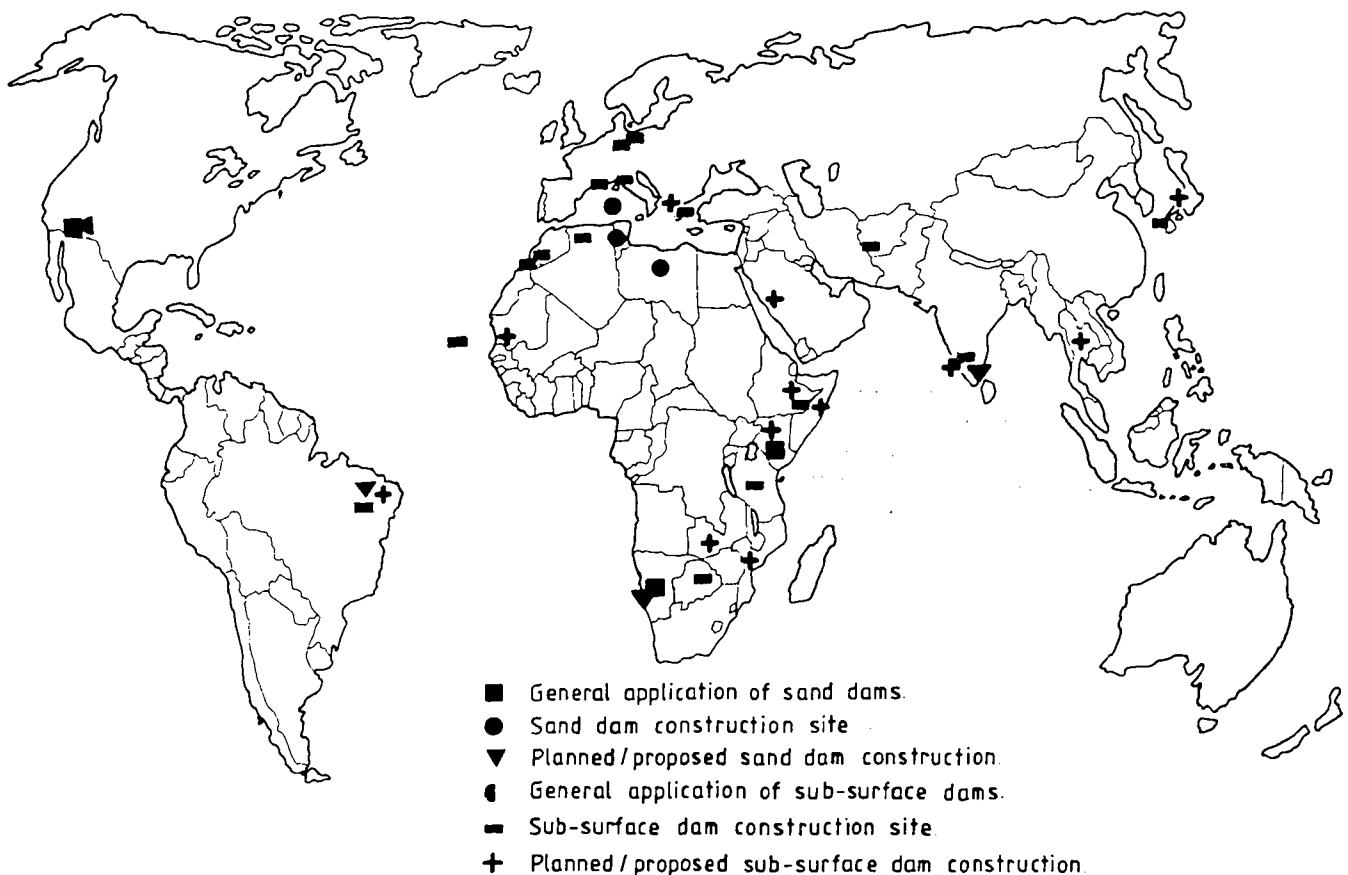 General application of sand dams.
Sand dam construction site
Planned/proposed sand dam construction.
General application of sub-surface dams.
Sub-surface dam construction site
Planned/proposed sub-surface dam construction.